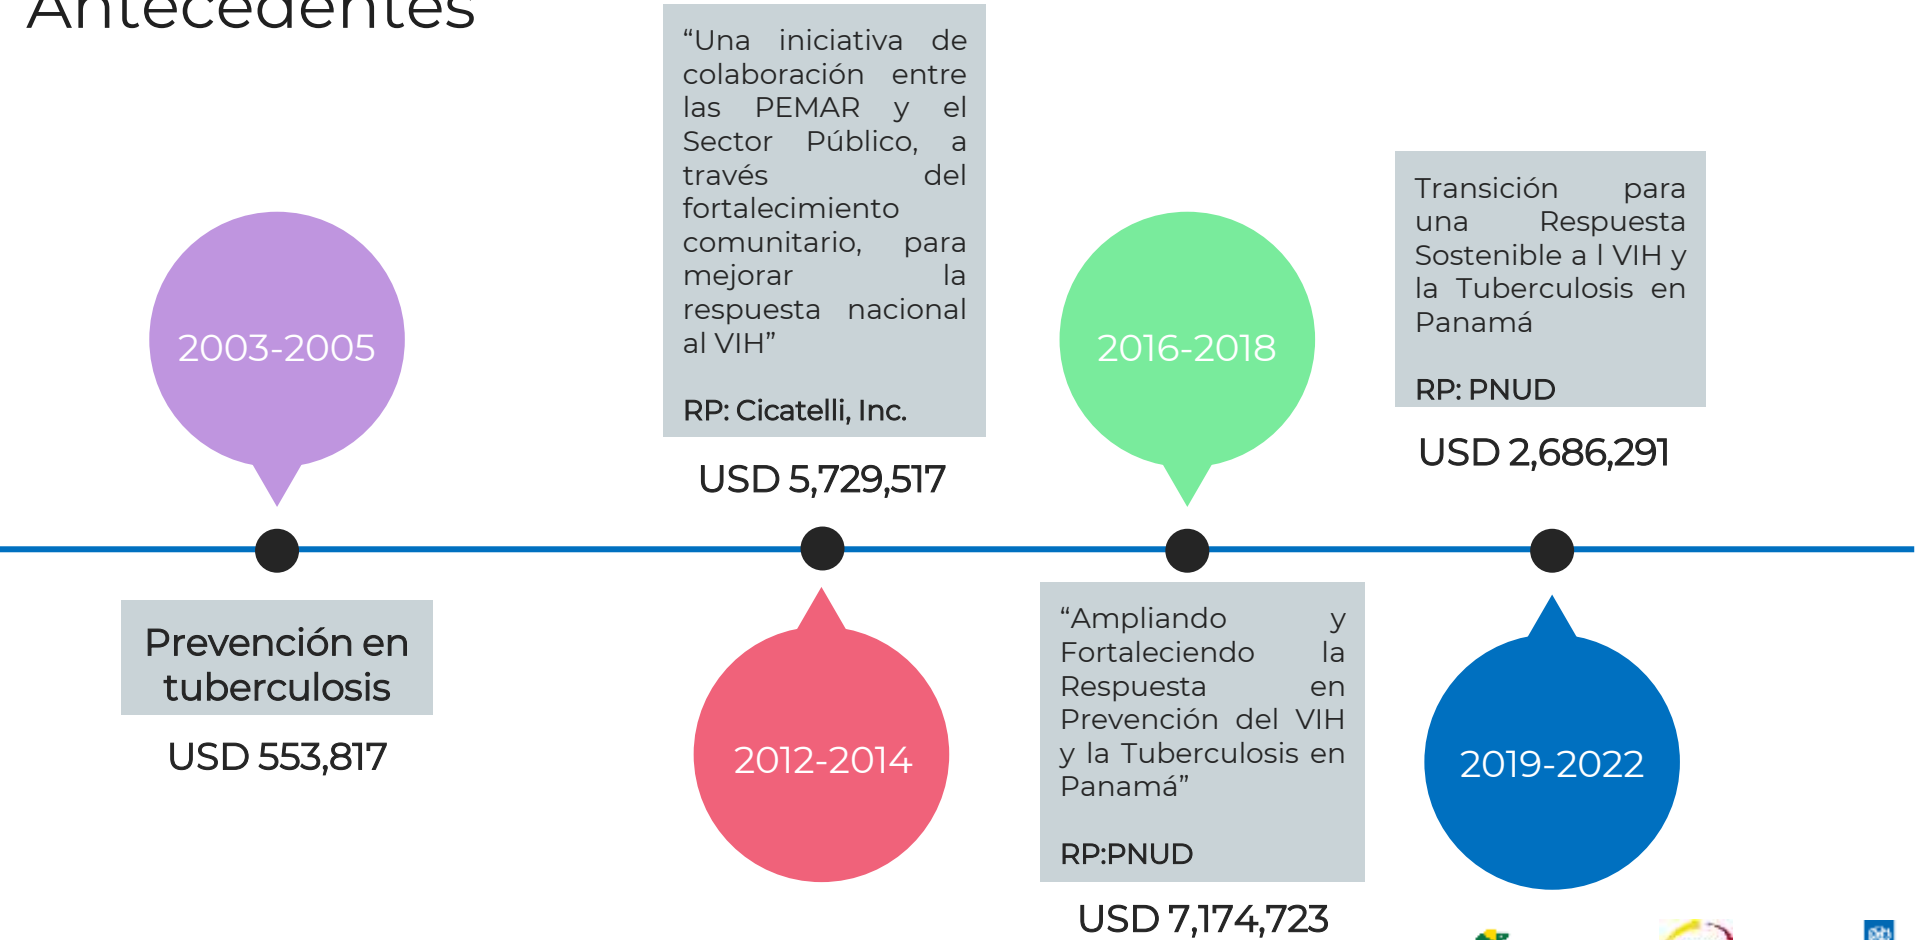 Antecedentes
2003-2005
Prevención en
tuberculosis
USD 553,817
“Una iniciativa de
colaboración entre
las PEMAR y el
Sector Público, a
través del
fortalecimiento
comunitario, para
mejorar la
respuesta nacional
al VIH”
RP: Cicatelli, Inc.
USD 5,729,517
2012-2014
2016-2018
“Ampliando y
Fortaleciendo la
Respuesta en
Prevención del VIH
y la Tuberculosis en
Panamá”
RP:PNUD
USD 7,174,723
Transición para
una Respuesta
Sostenible a l VIH y
la Tuberculosis en
Panamá
RP: PNUD
USD 2,686,291
2019-2022